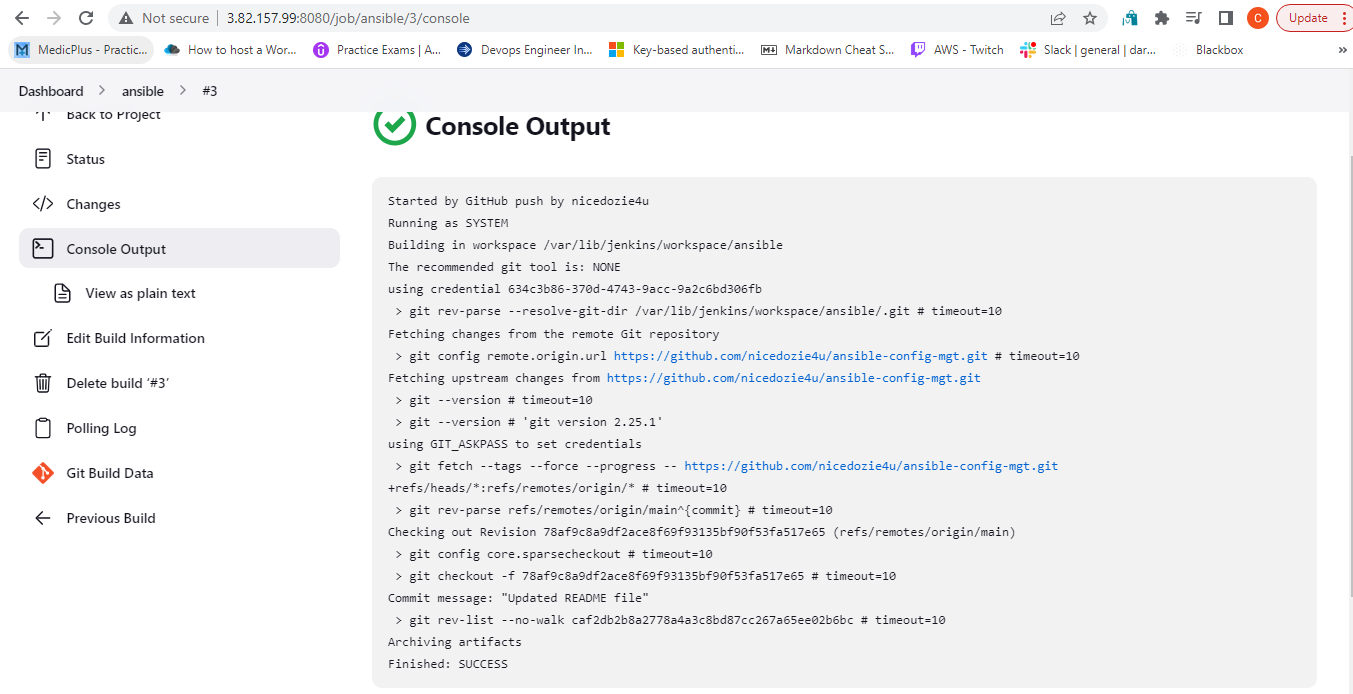 Not secure
3.82.157.99:8080/job/ansible/3/console
C
Update
MedicPlus - Practic...
How to host a Wor...
Practice Exams | A...
Devops Engineer In...
Key-based authenti...
Markdown Cheat S...
AWS - Twitch
Slack | general | dar...
Blackbox
»
Dashboard > ansible > #3
Back to Project
Status
Changes
Console Output
View as plain text
Edit Build Information
Delete build ‘#3’
Polling Log
Git Build Data
Previous Build
Console Output
Started by GitHub push by nicedozie4u
Running as SYSTEM
Building in workspace /var/lib/jenkins/workspace/ansible
The recommended git tool is: NONE
using credential 634c3b86-370d-4743-9acc-9a2c6bd306fb
> git rev-parse --resolve-git-dir /var/lib/jenkins/workspace/ansible/.git # timeout=10
Fetching changes from the remote Git repository
> git config remote.origin.url https://github.com/nicedozie4u/ansible-config-mgt.git # timeout=10
Fetching upstream changes from https://github.com/nicedozie4u/ansible-config-mgt.git
> git --version # timeout=10
> git --version # 'git version 2.25.1'
using GIT_ASKPASS to set credentials
> git fetch --tags --force --progress -- https://github.com/nicedozie4u/ansible-config-mgt.git
+refs/heads/*:refs/remotes/origin/* # timeout=10
> git rev-parse refs/remotes/origin/main^{commit} # timeout=10
Checking out Revision 78af9c8a9df2ace8f69f93135bf90f53fa517e65 (refs/remotes/origin/main)
> git config core.sparsecheckout # timeout=10
> git checkout -f 78af9c8a9df2ace8f69f93135bf90f53fa517e65 # timeout=10
Commit message: "Updated README file"
> git rev-list --no-walk caf2db2b8a2778a4a3c8bd87cc267a65ee02b6bc # timeout=10
Archiving artifacts
Finished: SUCCESS